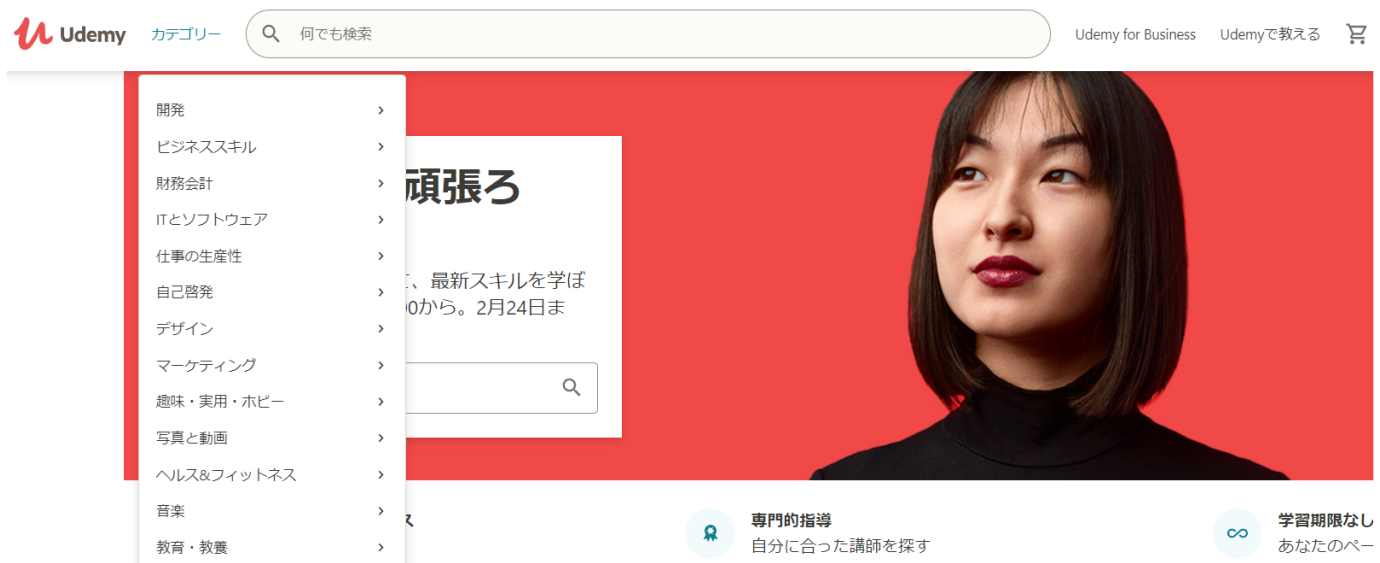 Udemy カテゴリー 何でも検索 Udemy for Business Udemyで教える
開発
ビジネススキル
財務会計
ITとソフトウェア
仕事の生産性
自己啓発
デザイン
マーケティング
趣味・実用・ホビー
写真と動画
ヘルス&フィットネス
音楽
教育・教養
頑張ろ
、最新スキルを学ぼ
00から。2月24日ま
ス
専門的指導
自分に合った講師を探す
学習期限なし
あなたのペー